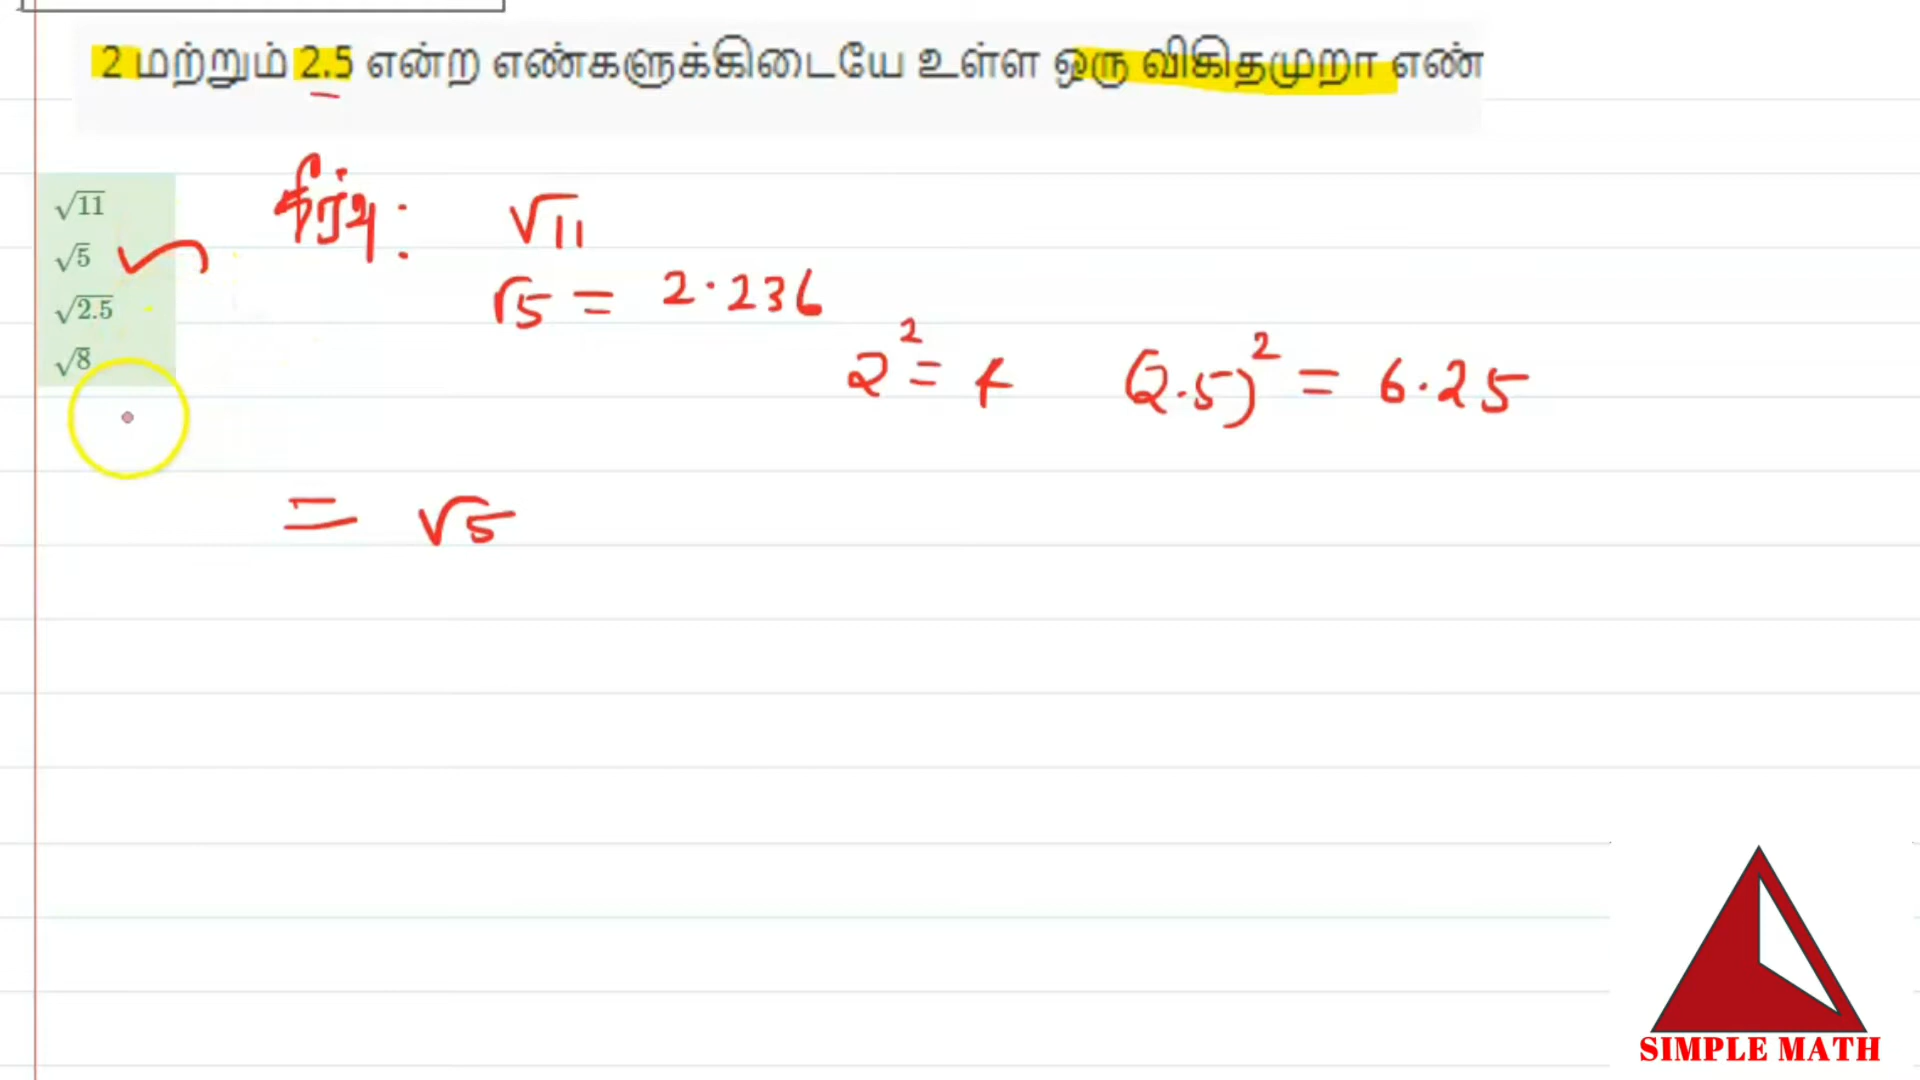 2 மற்றும் 2.5 என்ற எண்களுக்கிடையே உள்ள ஒரு விகிதமுறா எண்
√11
√5
√2.5
√8
தீர்வு: √11
√5 = 2.236
2² = 4 (2.5)² = 6.25
= √5
SIMPLE MATH